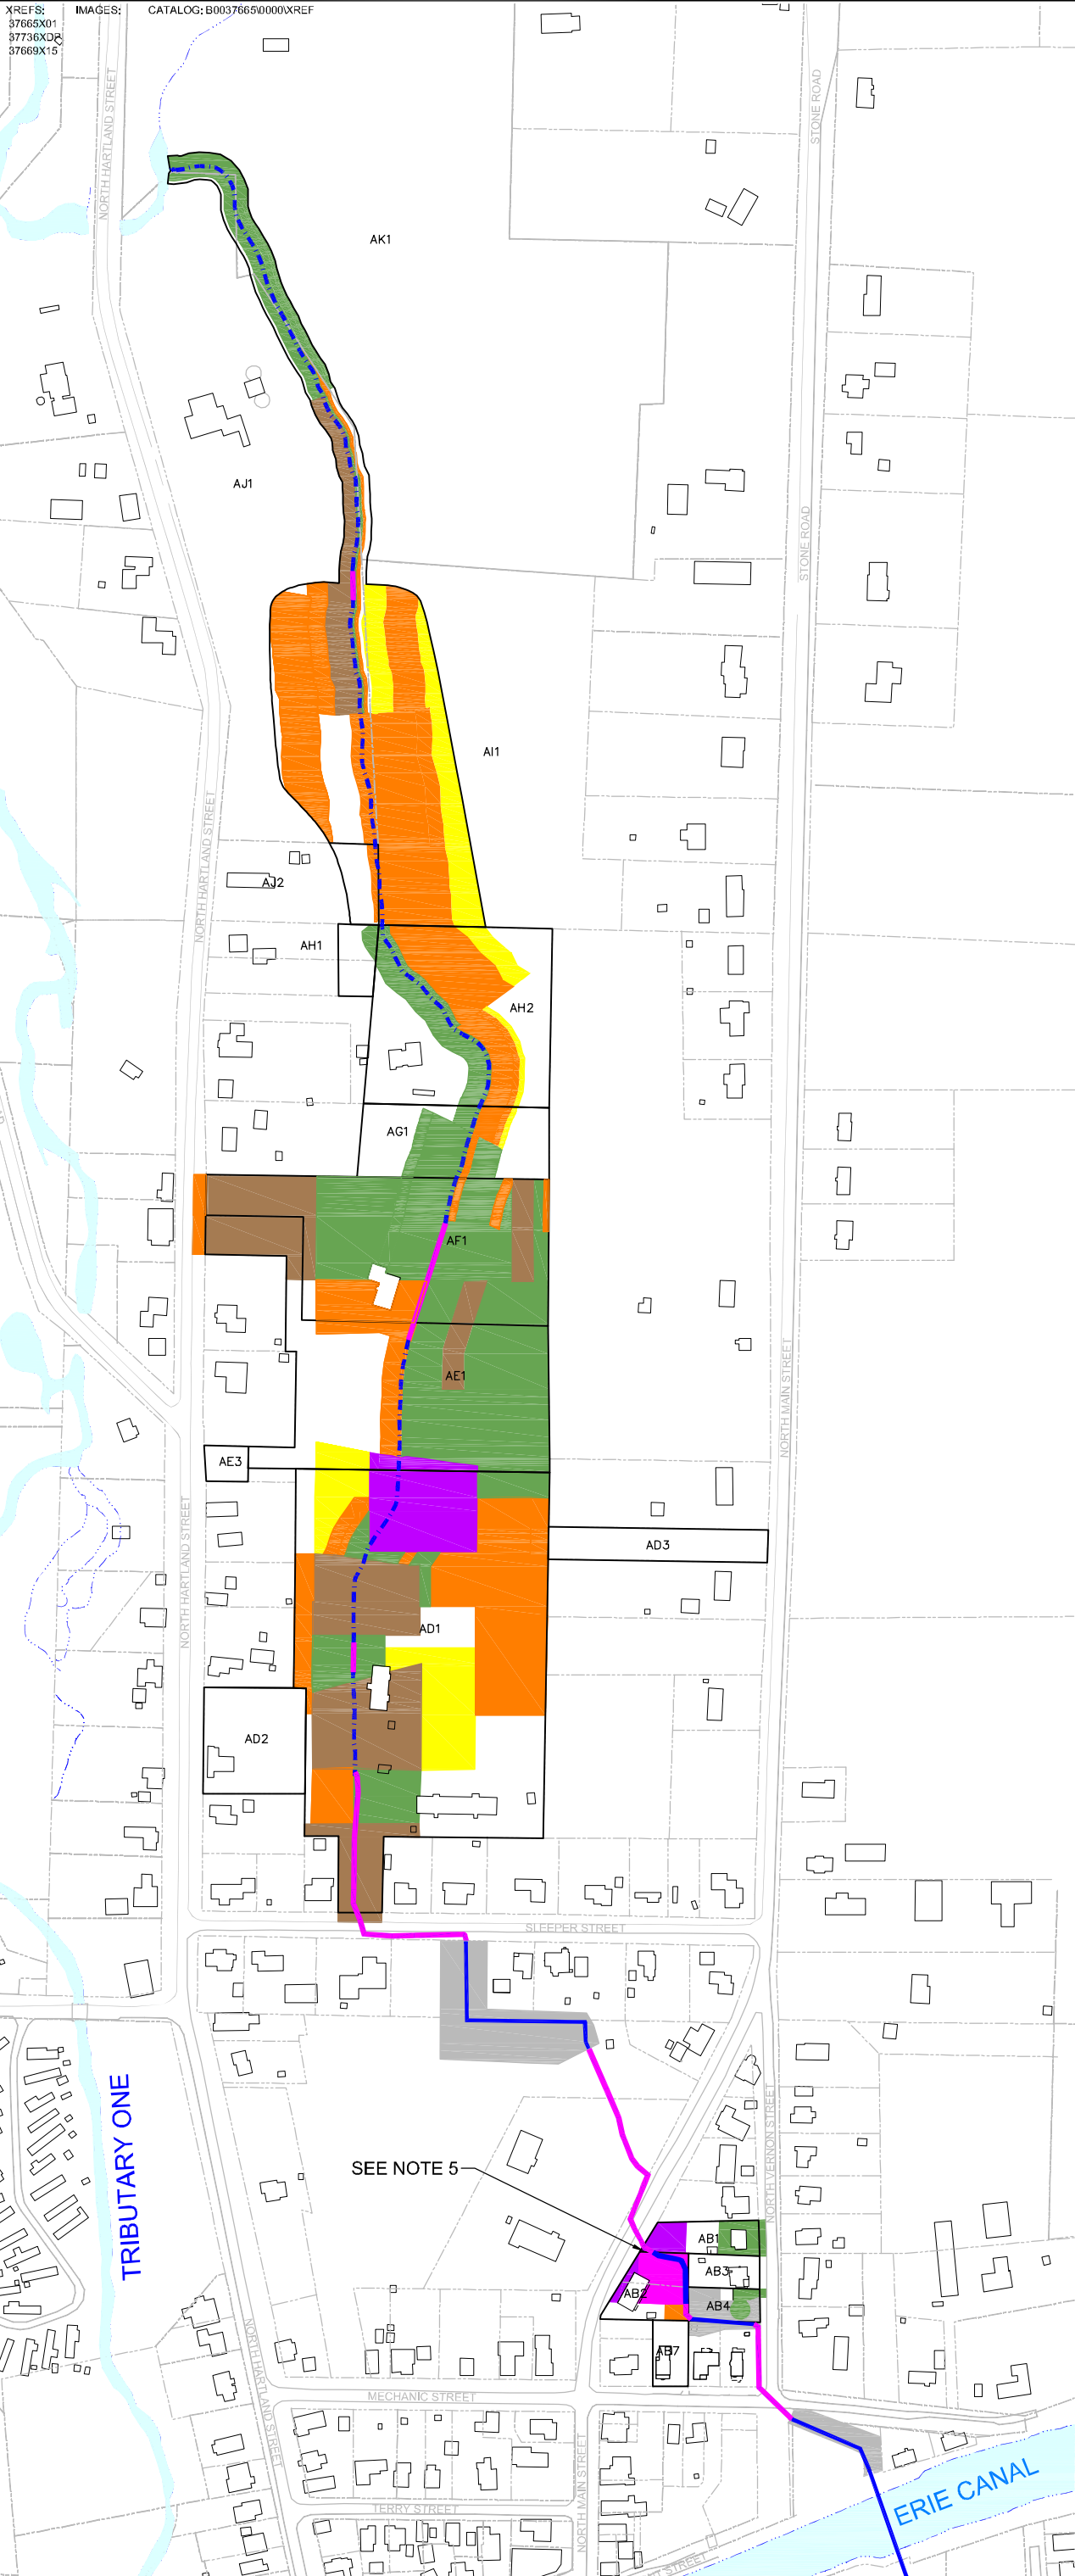 XREFS: IMAGES: CATALOG: B0037665\0000\XREF
37665X01
37736XDP
37669X15
NORTH HARTLAND STREET
STONE ROAD
AK1
AJ1
STONE ROAD
AI1
NORTH HARTLAND STREET
AJ2
AH1
AH2
AG1
AF1
NORTH MAIN STREET
AE1
AE3
NORTH HARTLAND STREET
AD3
AD1
AD2
SLEEPER STREET
TRIBUTARY ONE
SEE NOTE 5
NORTH VERNON STREET
AB1
AB3
AB2
AB4
AB7
NORTH HARTLAND STREET
MECHANIC STREET
NORTH MAIN STREET
ERIE CANAL
TERRY STREET
STREET